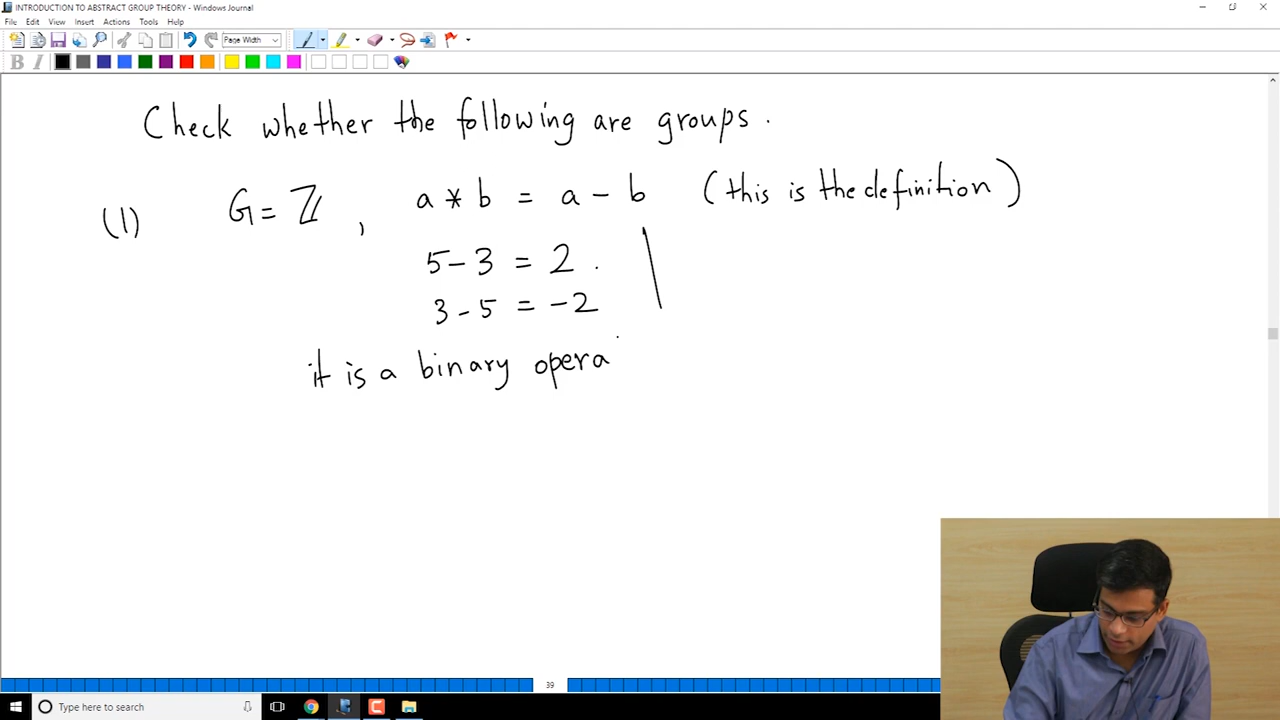 INTRODUCTION TO ABSTRACT GROUP THEORY - Windows Journal
File Edit View Insert Actions Tools Help
Page Width
B I
Check whether the following are groups.
(1) G = ℤ , a * b = a - b (this is the definition)
5 - 3 = 2 .
3 - 5 = -2
it is a binary opera
39
Type here to search